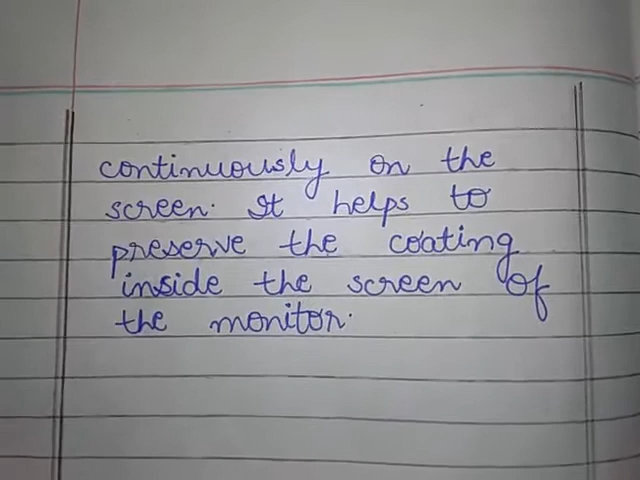 continuously on the
screen. It helps to
preserve the coating
inside the screen of
the monitor.